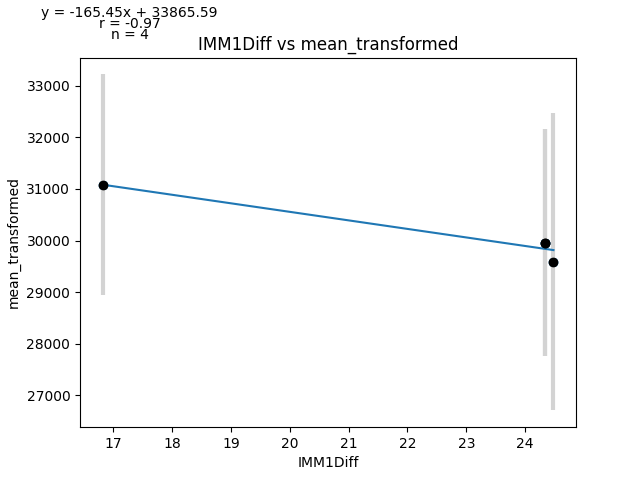 y = -165.45x + 33865.59
r = -0.97
n = 4
IMM1Diff vs mean_transformed
33000
32000
31000
30000
29000
28000
27000
mean_transformed
17 18 19 20 21 22 23 24
IMM1Diff